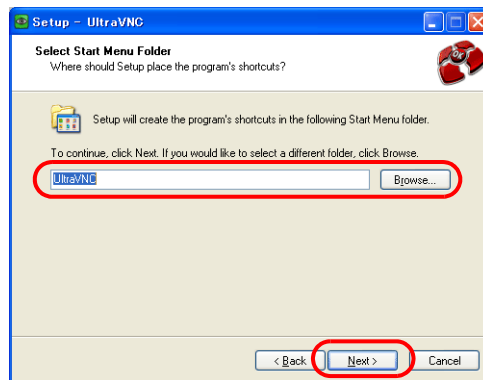 Setup - UltraVNC
Select Start Menu Folder
Where should Setup place the program's shortcuts?
Setup will create the program's shortcuts in the following Start Menu folder.
To continue, click Next. If you would like to select a different folder, click Browse.
UltraVNC
Browse...
< Back
Next >
Cancel